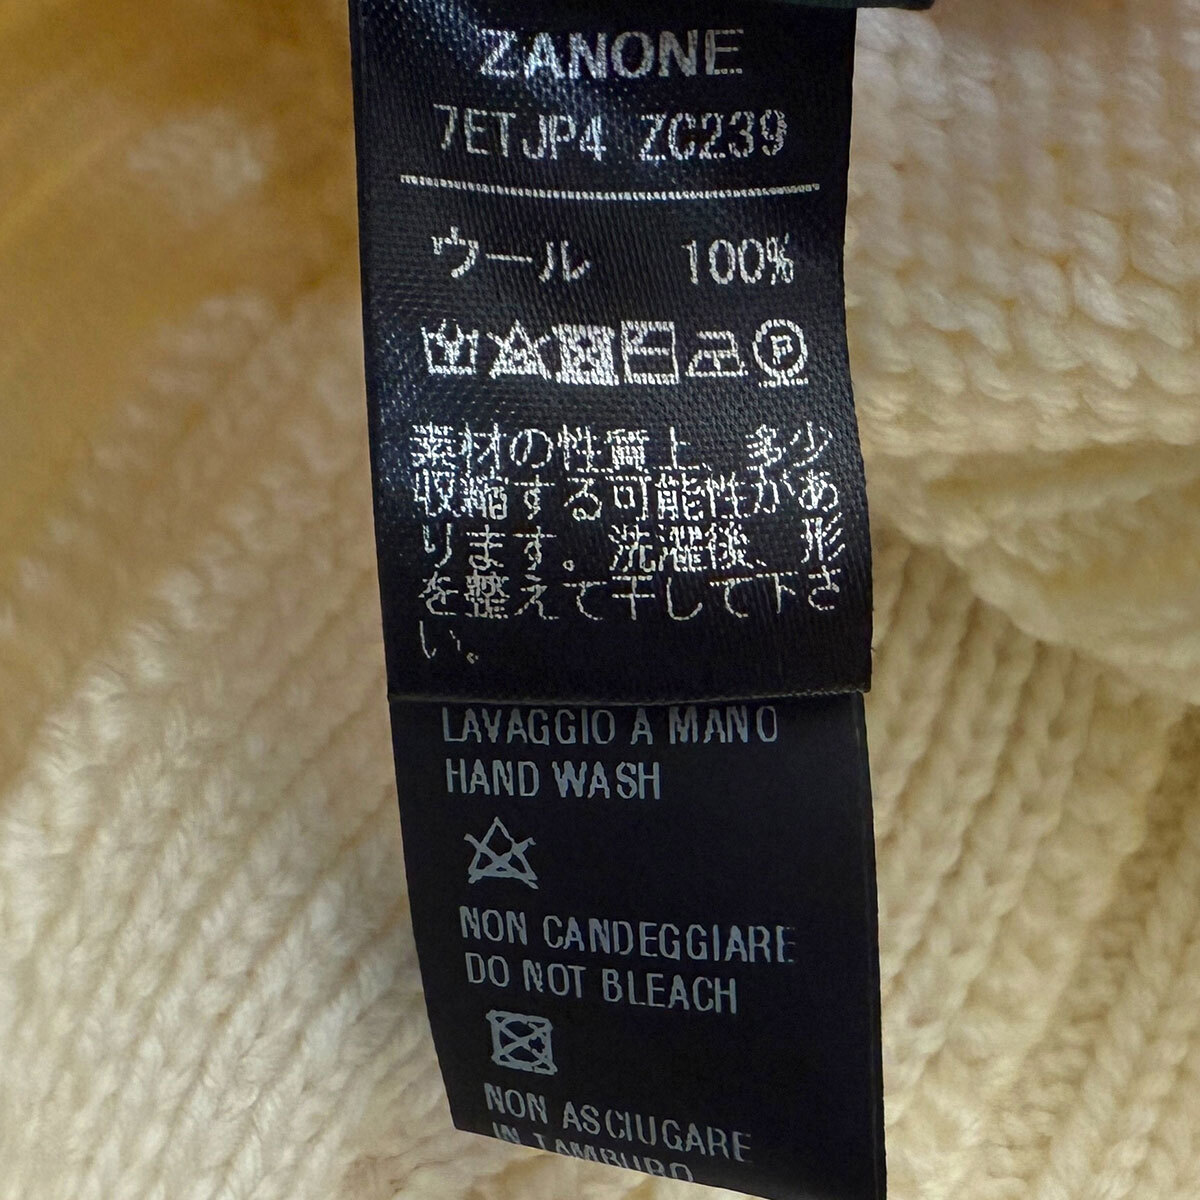 ZANONE
7ETJP4 ZC239
ウール 100%
素材の性質上、多少
収縮する可能性があ
ります。洗濯後、形
を整えて干して下さ
い。
LAVAGGIO A MANO
HAND WASH
NON CANDEGGIARE
DO NOT BLEACH
NON ASCIUGARE
IN TAMBURO